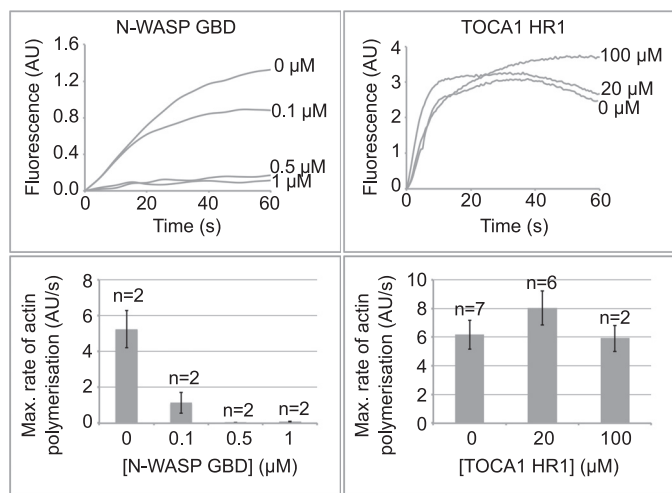 N-WASP GBD
Fluorescence (AU)
1.6
1.2
0.8
0.4
0.0
0 µM
0.1 µM
0.5 µM
1 µM
0 20 40 60
Time (s)
TOCA1 HR1
Fluorescence (AU)
4
3
2
1
0
100 µM
20 µM
0 µM
0 20 40 60
Time (s)
Max. rate of actin
polymerisation (AU/s)
8
6
4
2
0
n=2
n=2
n=2
n=2
0 0.1 0.5 1
[N-WASP GBD] (µM)
Max. rate of actin
polymerisation (AU/s)
10
8
6
4
2
0
n=7
n=6
n=2
0 20 100
[TOCA1 HR1] (µM)